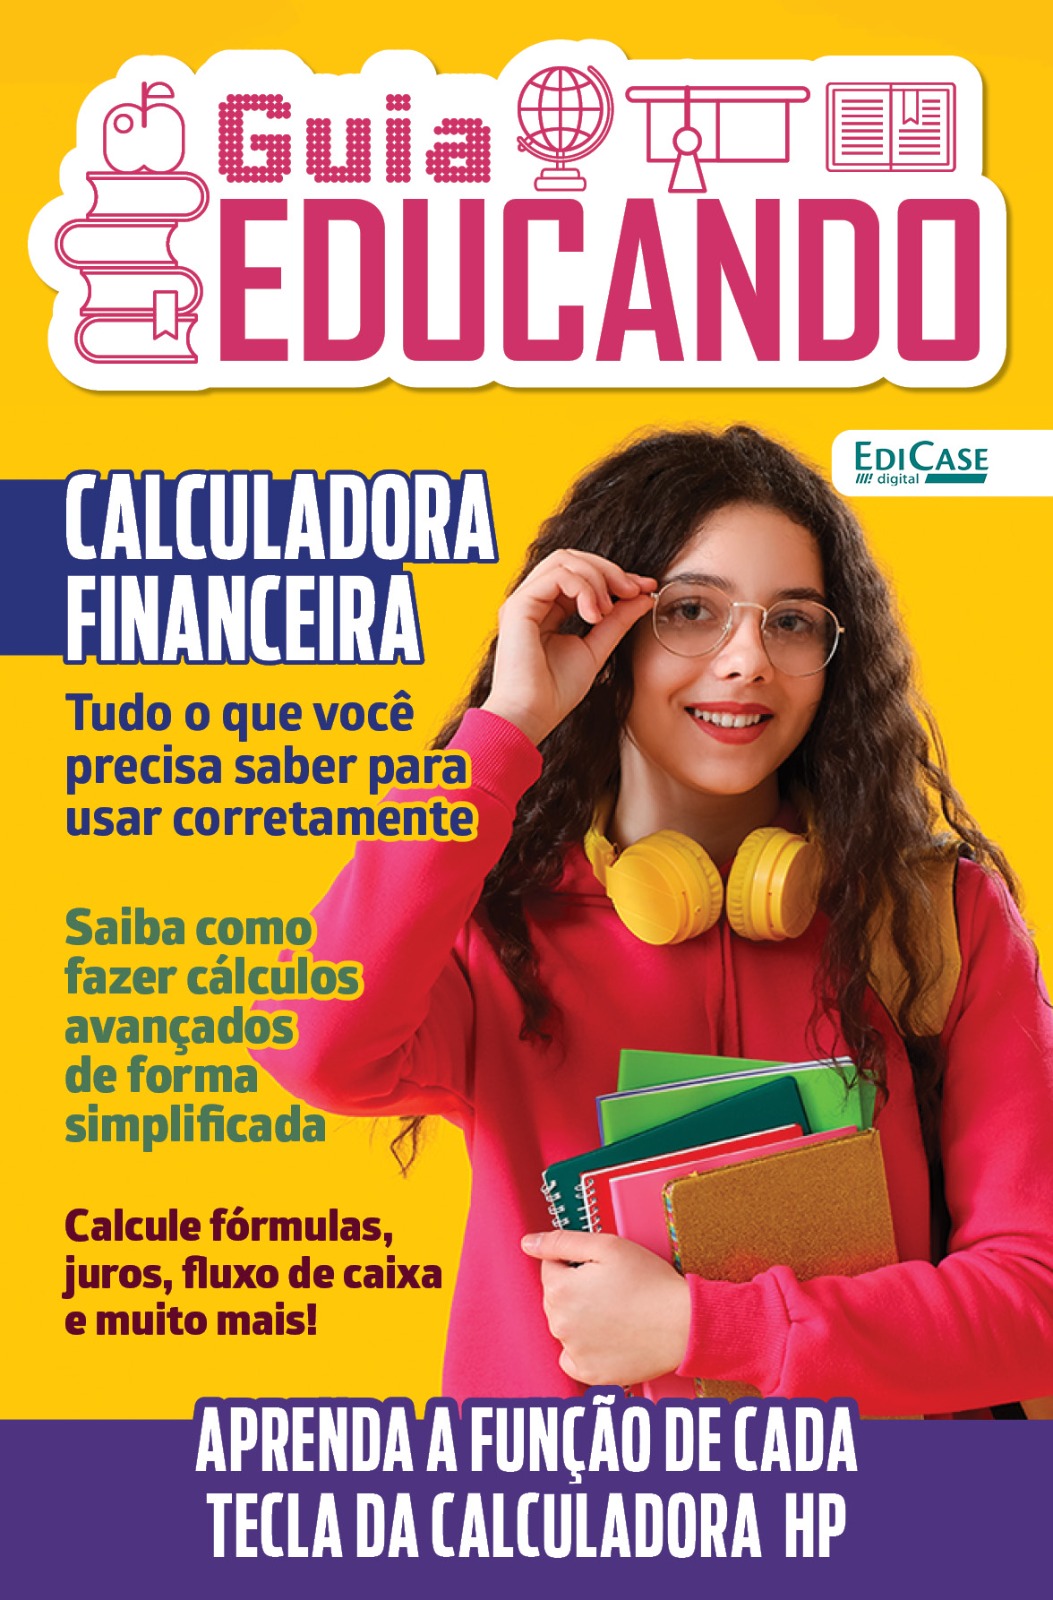 Guia
EDUCANDO
EDICASE
digital
CALCULADORA
FINANCEIRA
Tudo o que você
precisa saber para
usar corretamente
Saiba como
fazer cálculos
avançados
de forma
simplificada
Calcule fórmulas,
juros, fluxo de caixa
e muito mais!
APRENDA A FUNÇÃO DE CADA
TECLA DA CALCULADORA HP